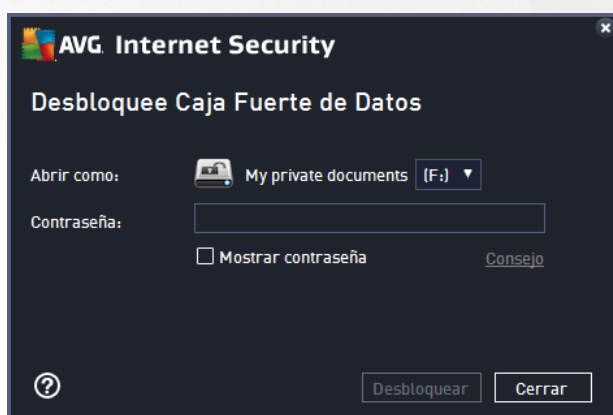 AVG Internet Security
Desbloquee Caja Fuerte de Datos
Abrir como: My private documents (F:)
Contraseña:
Mostrar contraseña Consejo
? Desbloquear Cerrar